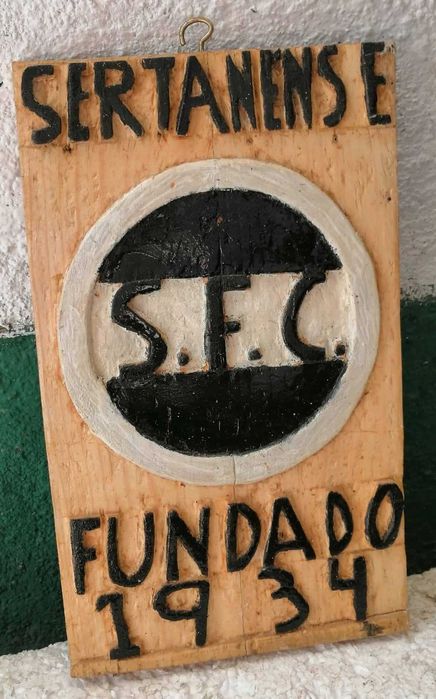 SERTANENSE
S.F.C.
FUNDADO
1934